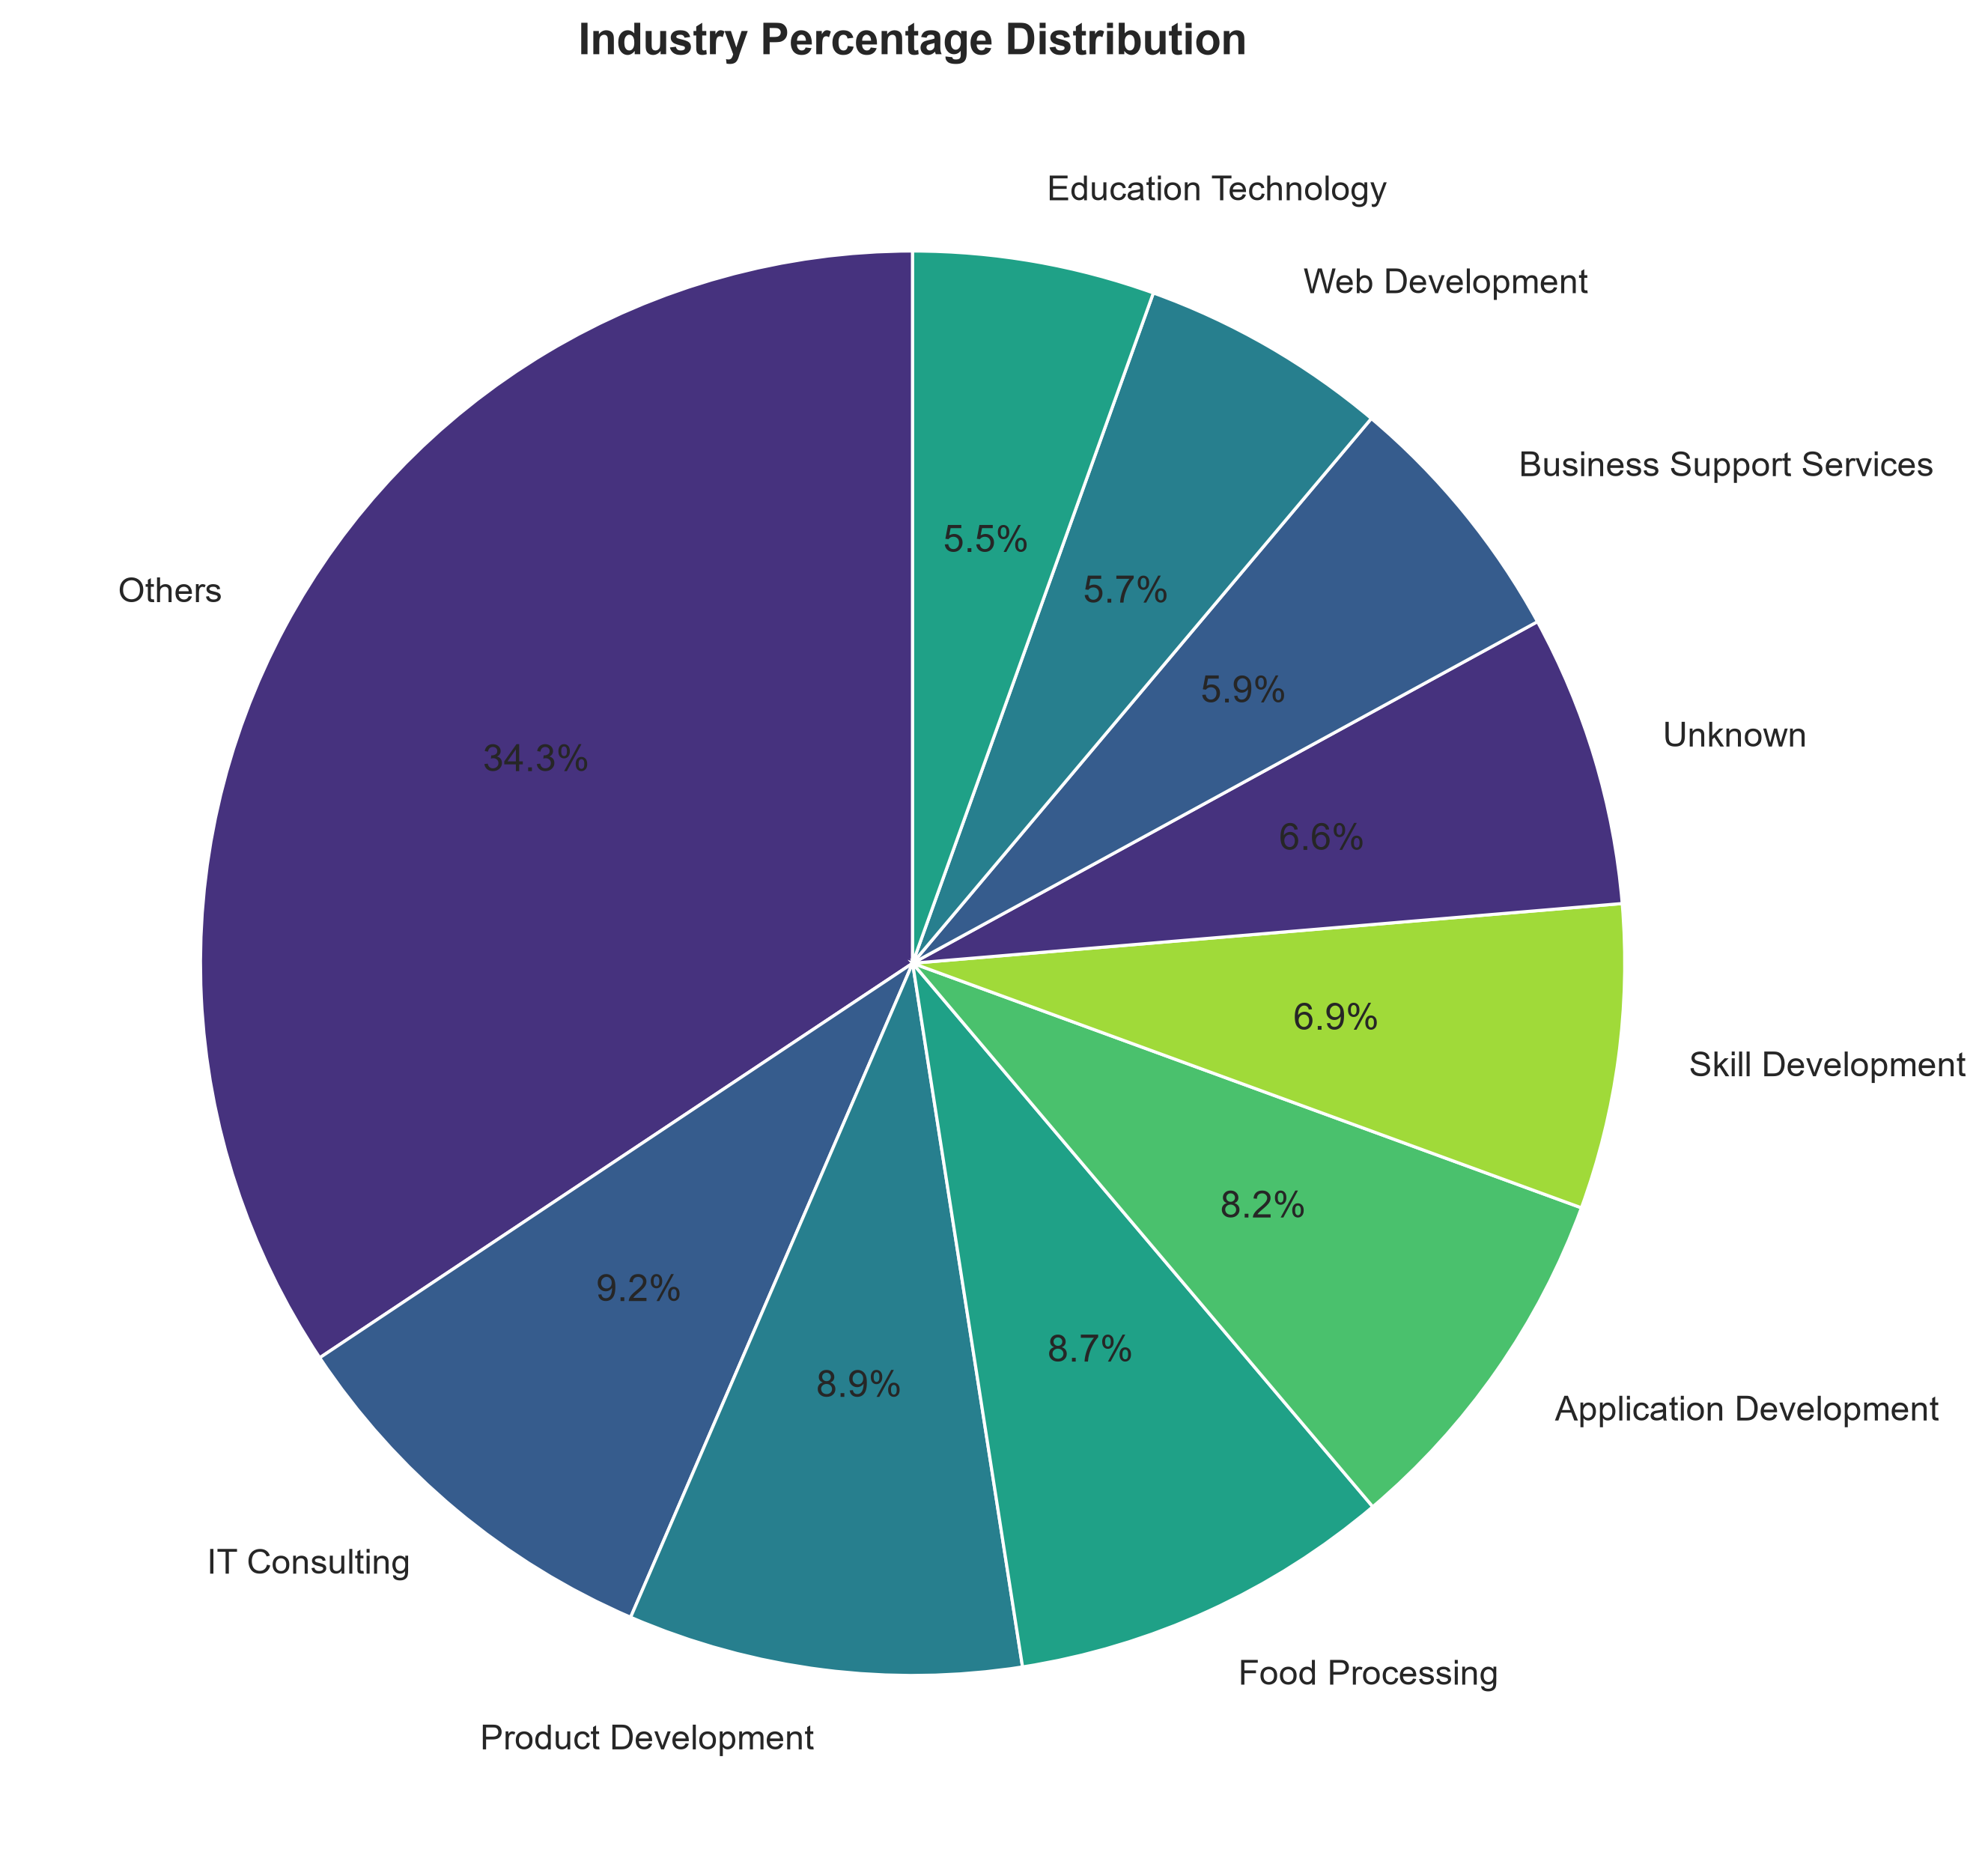 Industry Percentage Distribution
Education Technology
Web Development
Business Support Services
5.5%
5.7%
Others
5.9%
Unknown
34.3%
6.6%
6.9%
Skill Development
8.2%
9.2%
8.7%
8.9%
Application Development
IT Consulting
Food Processing
Product Development